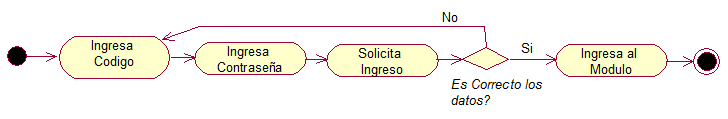 No
Ingresa
Codigo
Ingresa
Contraseña
Solicita
Ingreso
Si
Ingresa al
Modulo
Es Correcto los
datos?